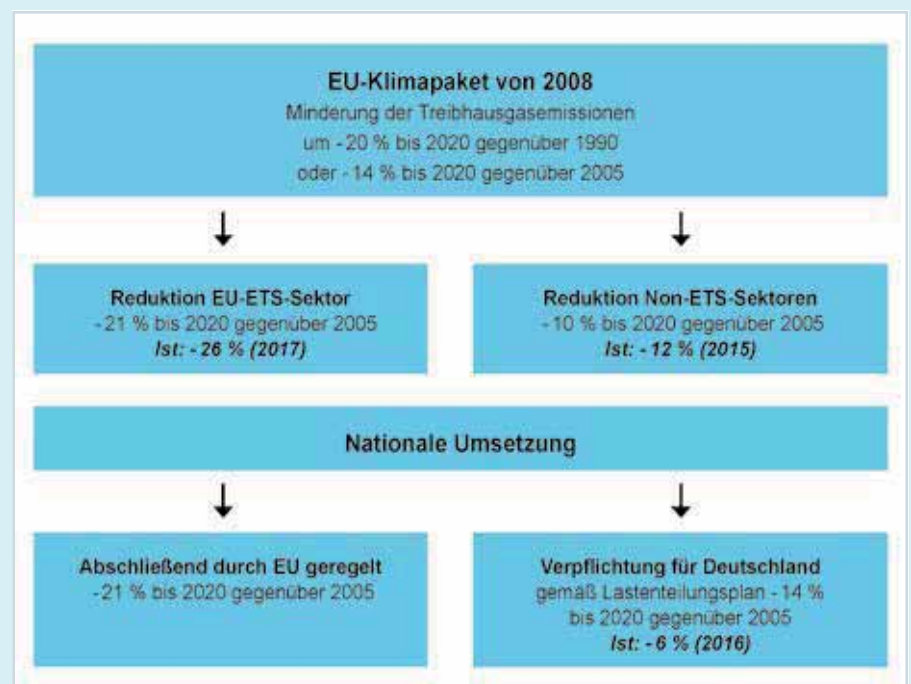 EU-Klimapaket von 2008
Minderung der Treibhausgasemissionen
um - 20 % bis 2020 gegenüber 1990
oder - 14 % bis 2020 gegenüber 2005
Reduktion EU-ETS-Sektor
- 21 % bis 2020 gegenüber 2005
Ist: - 26 % (2017)
Reduktion Non-ETS-Sektoren
- 10 % bis 2020 gegenüber 2005
Ist: - 12 % (2015)
Nationale Umsetzung
Abschließend durch EU geregelt
- 21 % bis 2020 gegenüber 2005
Verpflichtung für Deutschland
gemäß Lastenteilungsplan - 14 %
bis 2020 gegenüber 2005
Ist: - 6 % (2016)